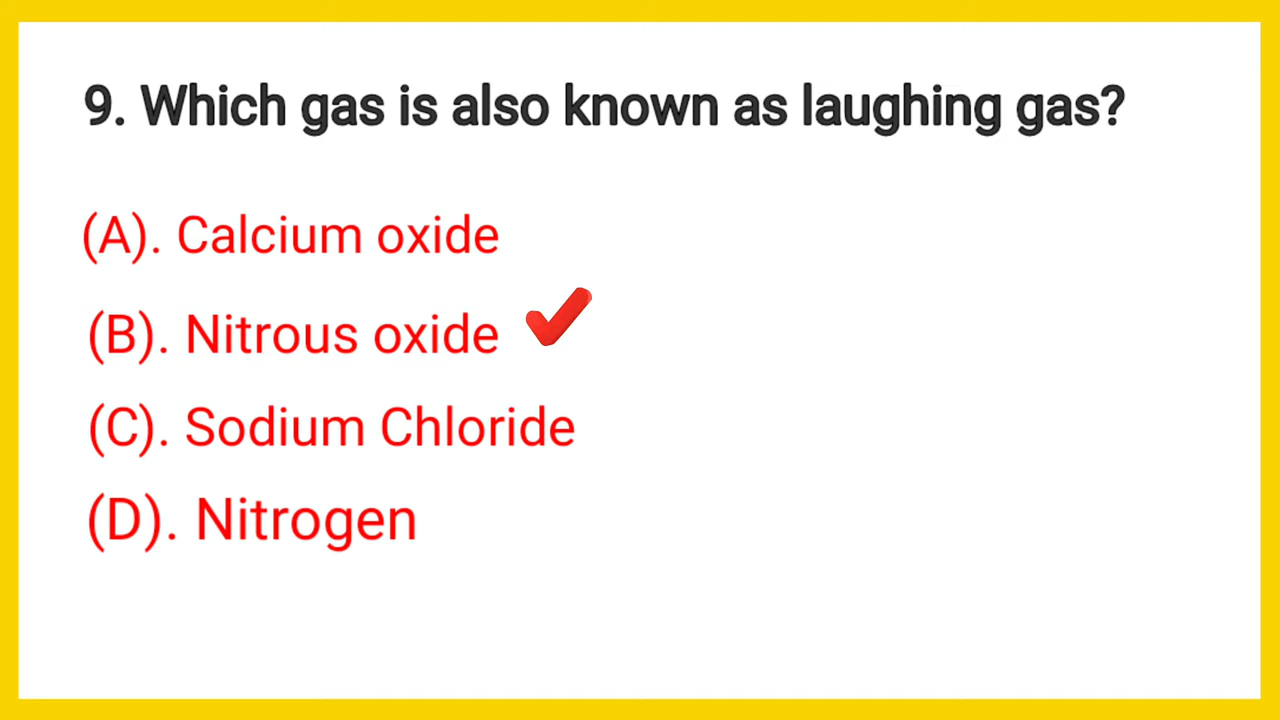 9. Which gas is also known as laughing gas?
(A). Calcium oxide
(B). Nitrous oxide
(C). Sodium Chloride
(D). Nitrogen